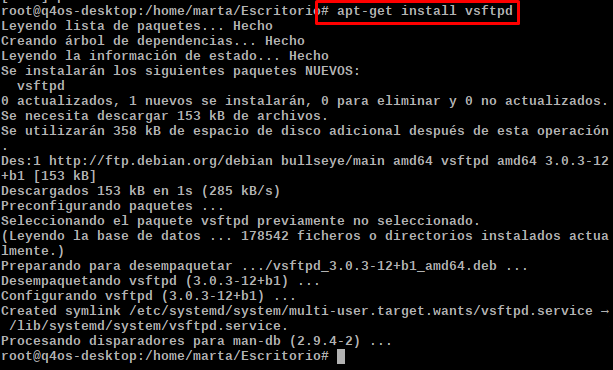 root@q4os-desktop:/home/marta/Escritorio# apt-get install vsftpd
Leyendo lista de paquetes... Hecho
Creando árbol de dependencias... Hecho
Leyendo la información de estado... Hecho
Se instalarán los siguientes paquetes NUEVOS:
  vsftpd
0 actualizados, 1 nuevos se instalarán, 0 para eliminar y 0 no actualizados.
Se necesita descargar 153 kB de archivos.
Se utilizarán 358 kB de espacio de disco adicional después de esta operación
.
Des:1 http://ftp.debian.org/debian bullseye/main amd64 vsftpd amd64 3.0.3-12
+b1 [153 kB]
Descargados 153 kB en 1s (285 kB/s)
Preconfigurando paquetes ...
Seleccionando el paquete vsftpd previamente no seleccionado.
(Leyendo la base de datos ... 178542 ficheros o directorios instalados actua
lmente.)
Preparando para desempaquetar .../vsftpd_3.0.3-12+b1_amd64.deb ...
Desempaquetando vsftpd (3.0.3-12+b1) ...
Configurando vsftpd (3.0.3-12+b1) ...
Created symlink /etc/systemd/system/multi-user.target.wants/vsftpd.service →
 /lib/systemd/system/vsftpd.service.
Procesando disparadores para man-db (2.9.4-2) ...
root@q4os-desktop:/home/marta/Escritorio#